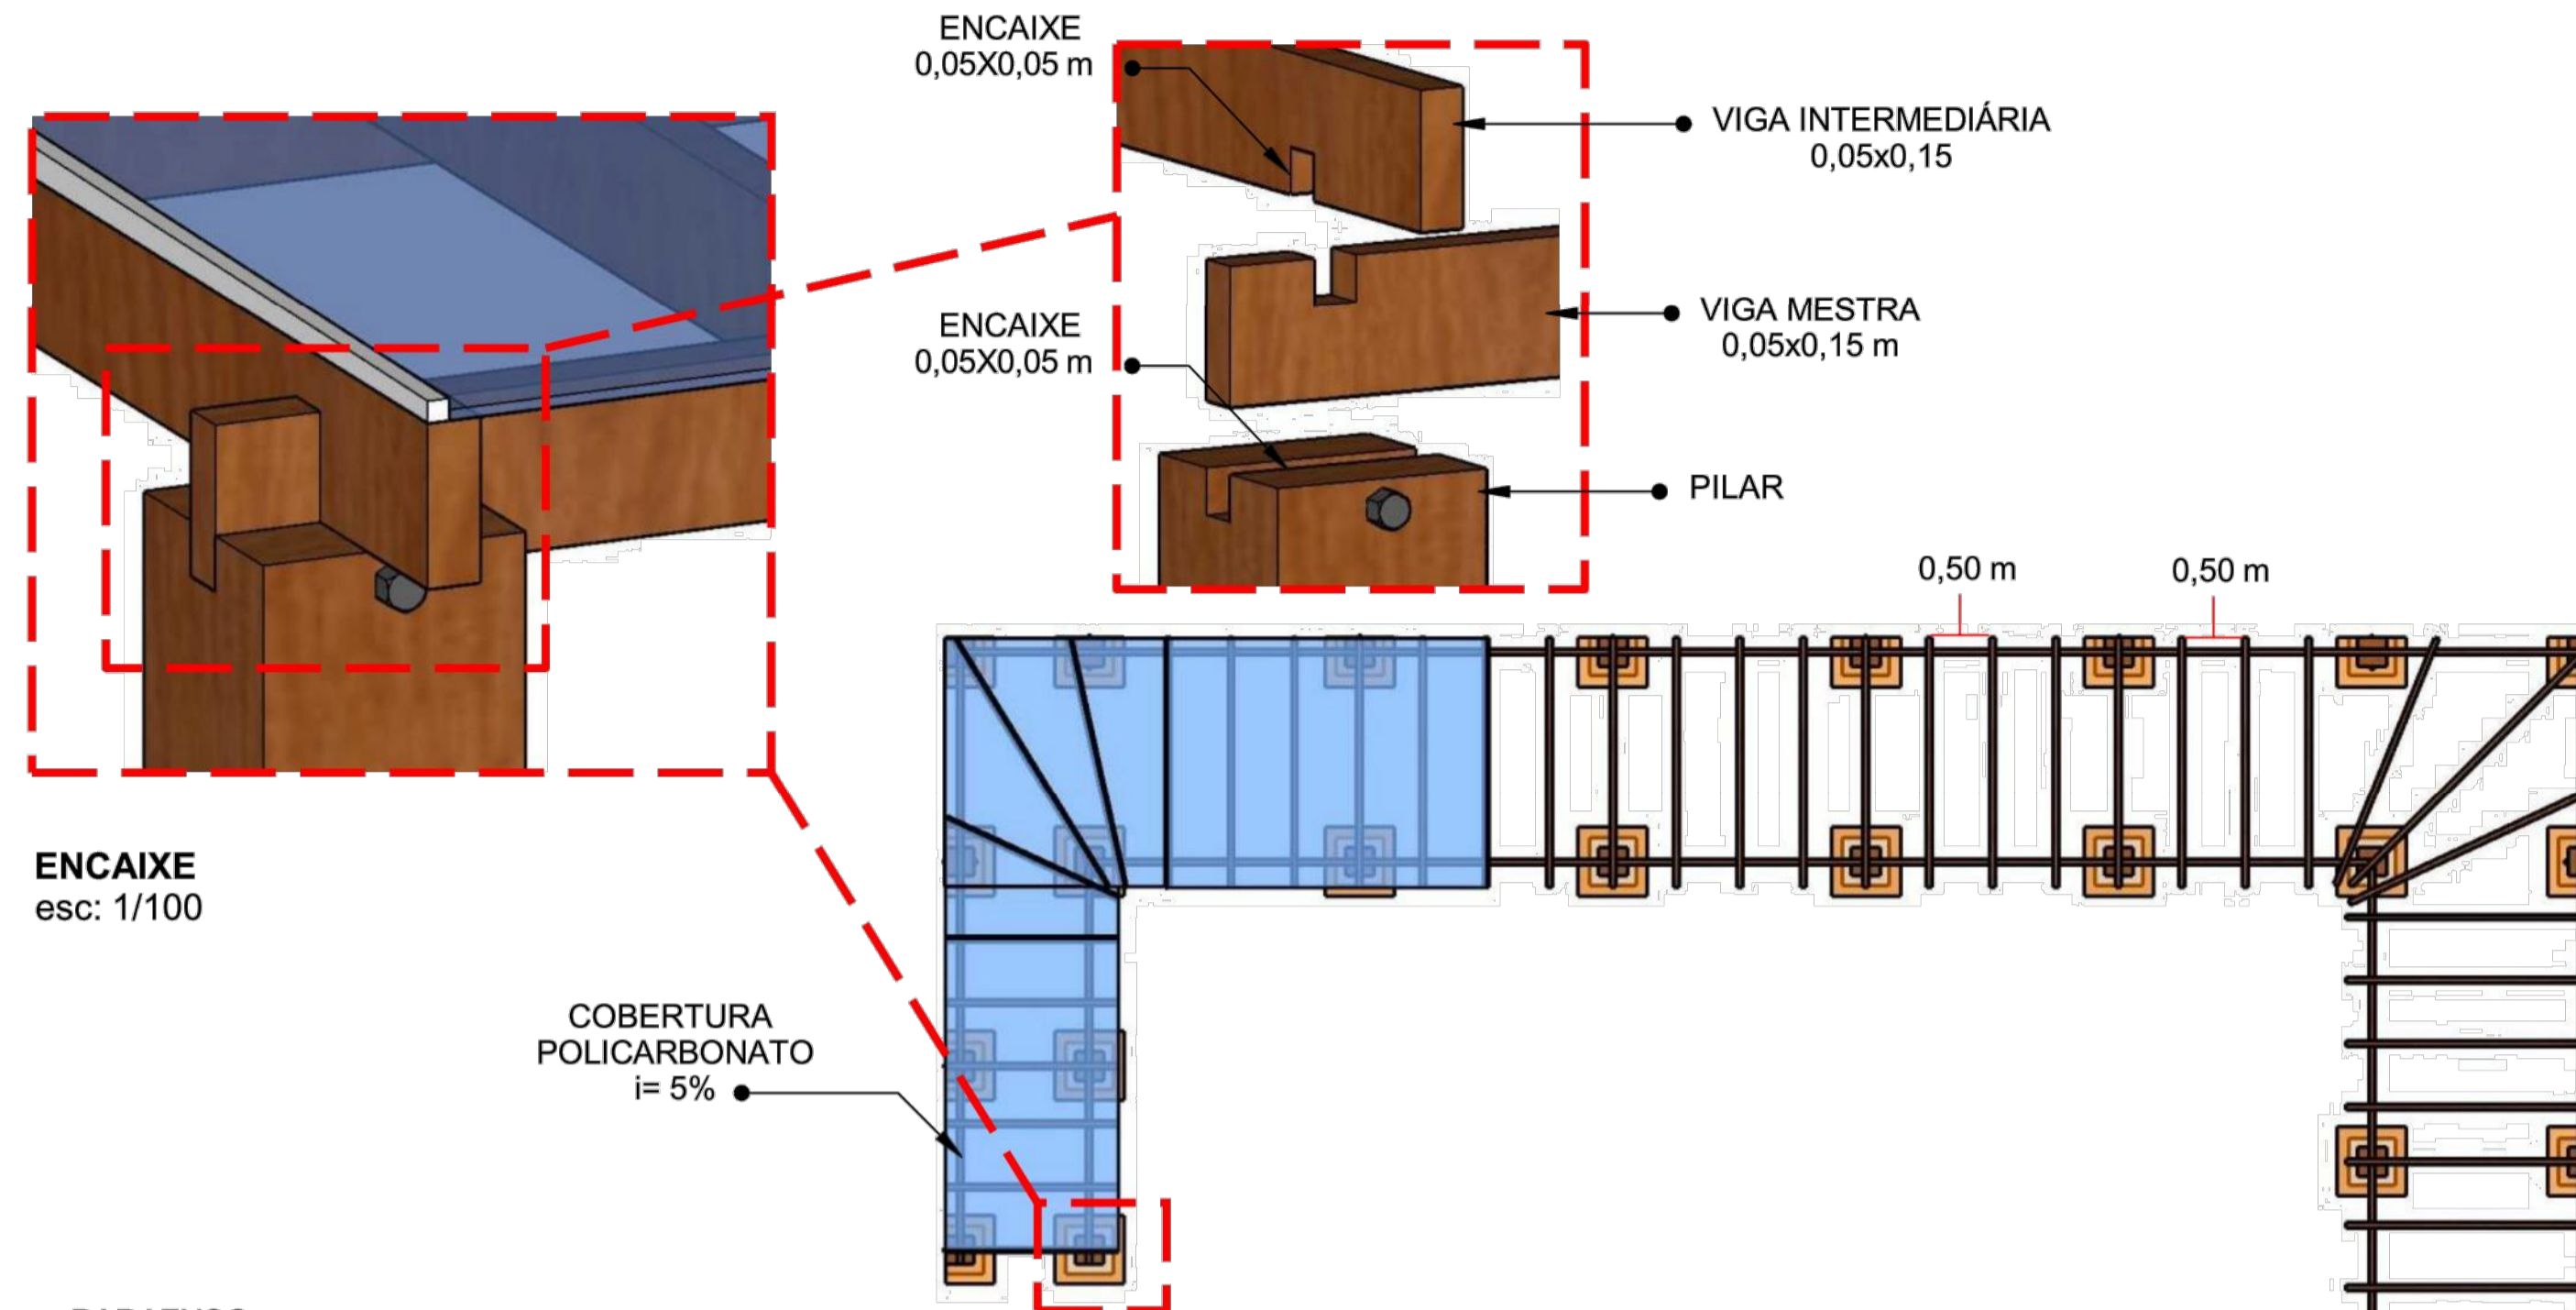 ENCAIXE
0,05X0,05 m
VIGA INTERMEDIÁRIA
0,05x0,15
ENCAIXE
0,05X0,05 m
VIGA MESTRA
0,05x0,15 m
PILAR
0,50 m
0,50 m
ENCAIXE
esc: 1/100
COBERTURA
POLICARBONATO
i= 5%